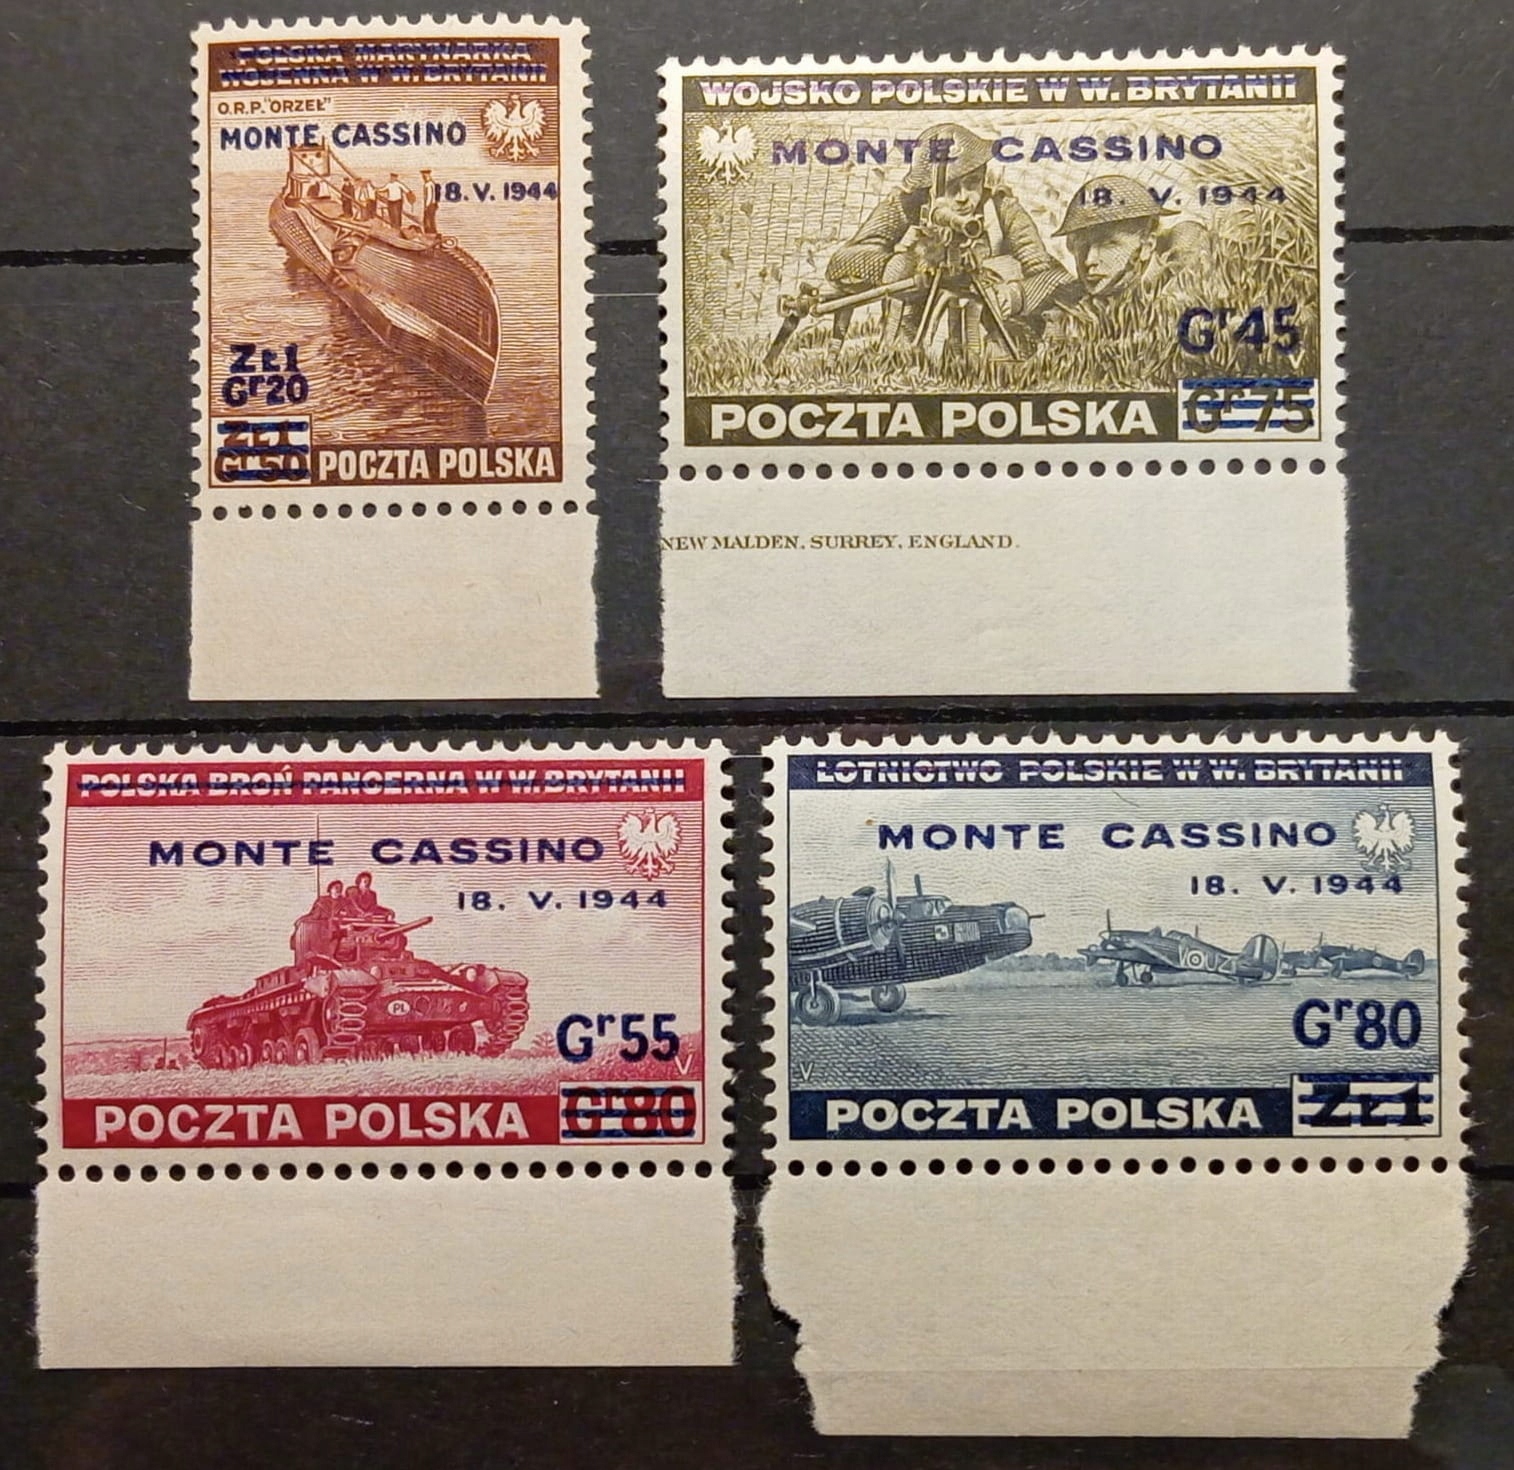 POLSKA MARYNARKA
WOJENNA W W. BRYTANII
O.R.P. "ORZEŁ"
MONTE CASSINO
18. V. 1944
Zł 1
Gr 20
Zł 1
Gr 50
POCZTA POLSKA
WOJSKO POLSKIE W W. BRYTANII
MONTE CASSINO
18. V. 1944
Gr 45
POCZTA POLSKA
Gr 75
NEW MALDEN, SURREY, ENGLAND.
POLSKA BROŃ PANCERNA W W. BRYTANII
MONTE CASSINO
18. V. 1944
PL
Gr 55
V
POCZTA POLSKA
Gr 80
LOTNICTWO POLSKIE W W. BRYTANII
MONTE CASSINO
18. V. 1944
V UZ
Gr 80
V
POCZTA POLSKA
Zł 1